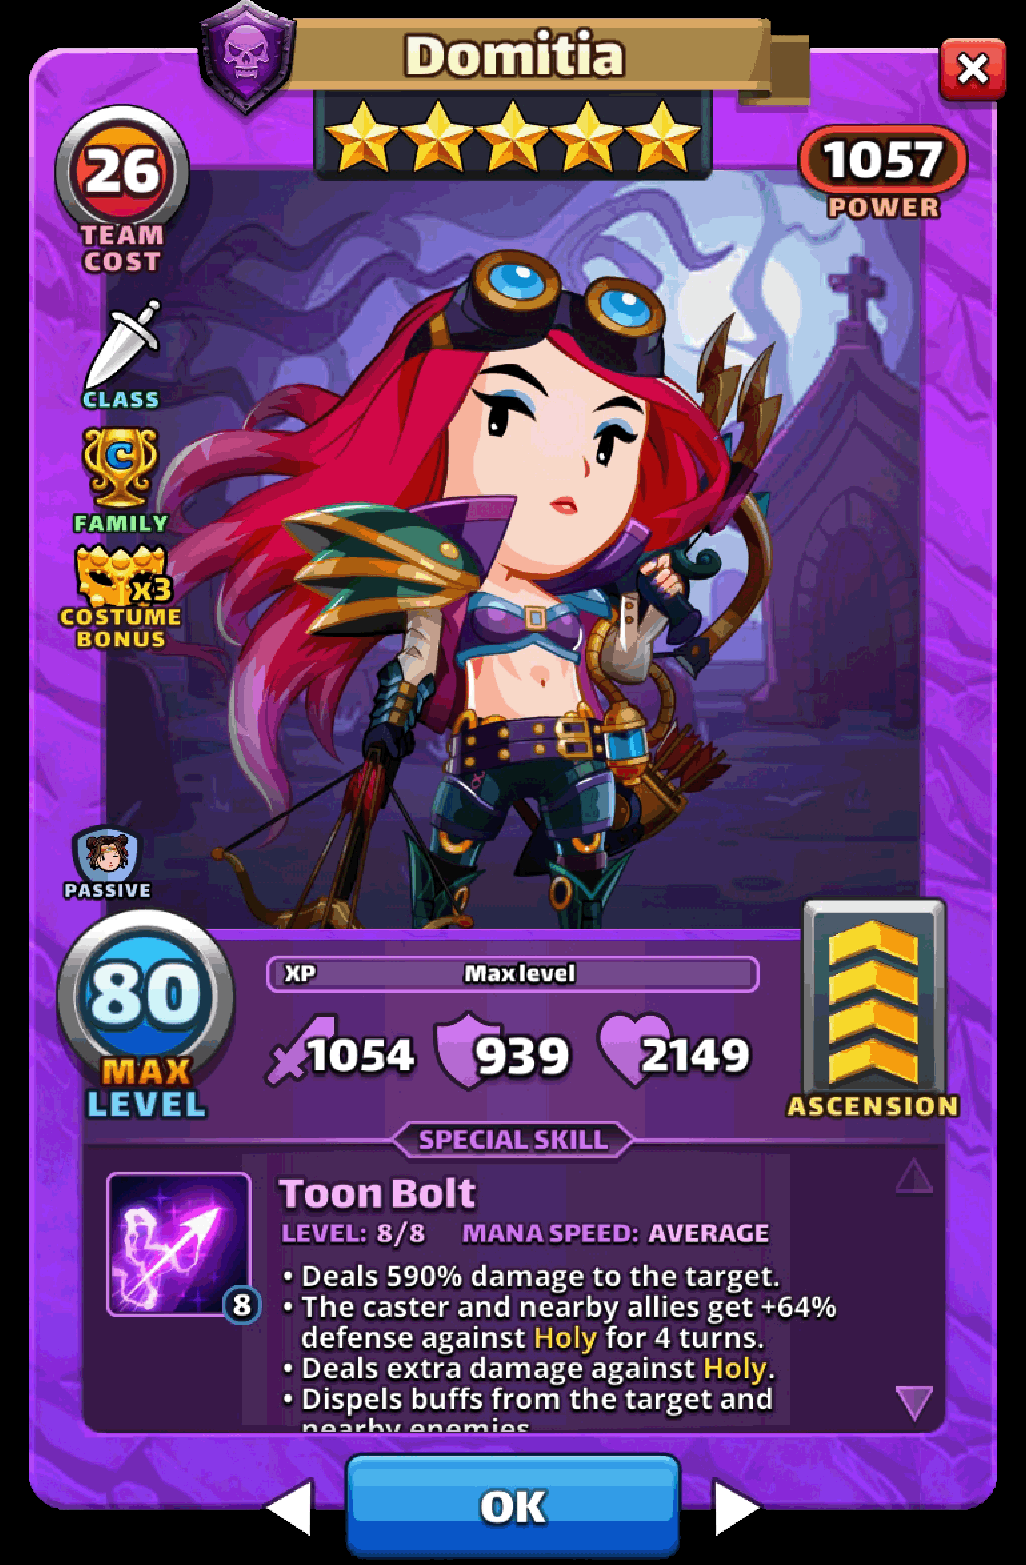 Domitia
26
TEAM
COST
1057
POWER
CLASS
C
FAMILY
x3
COSTUME
BONUS
PASSIVE
80
MAX
LEVEL
XP Max level
1054 939 2149
ASCENSION
SPECIAL SKILL
Toon Bolt
LEVEL: 8/8 MANA SPEED: AVERAGE
8
• Deals 590% damage to the target.
• The caster and nearby allies get +64%
defense against Holy for 4 turns.
• Deals extra damage against Holy.
• Dispels buffs from the target and
nearby enemies.
OK